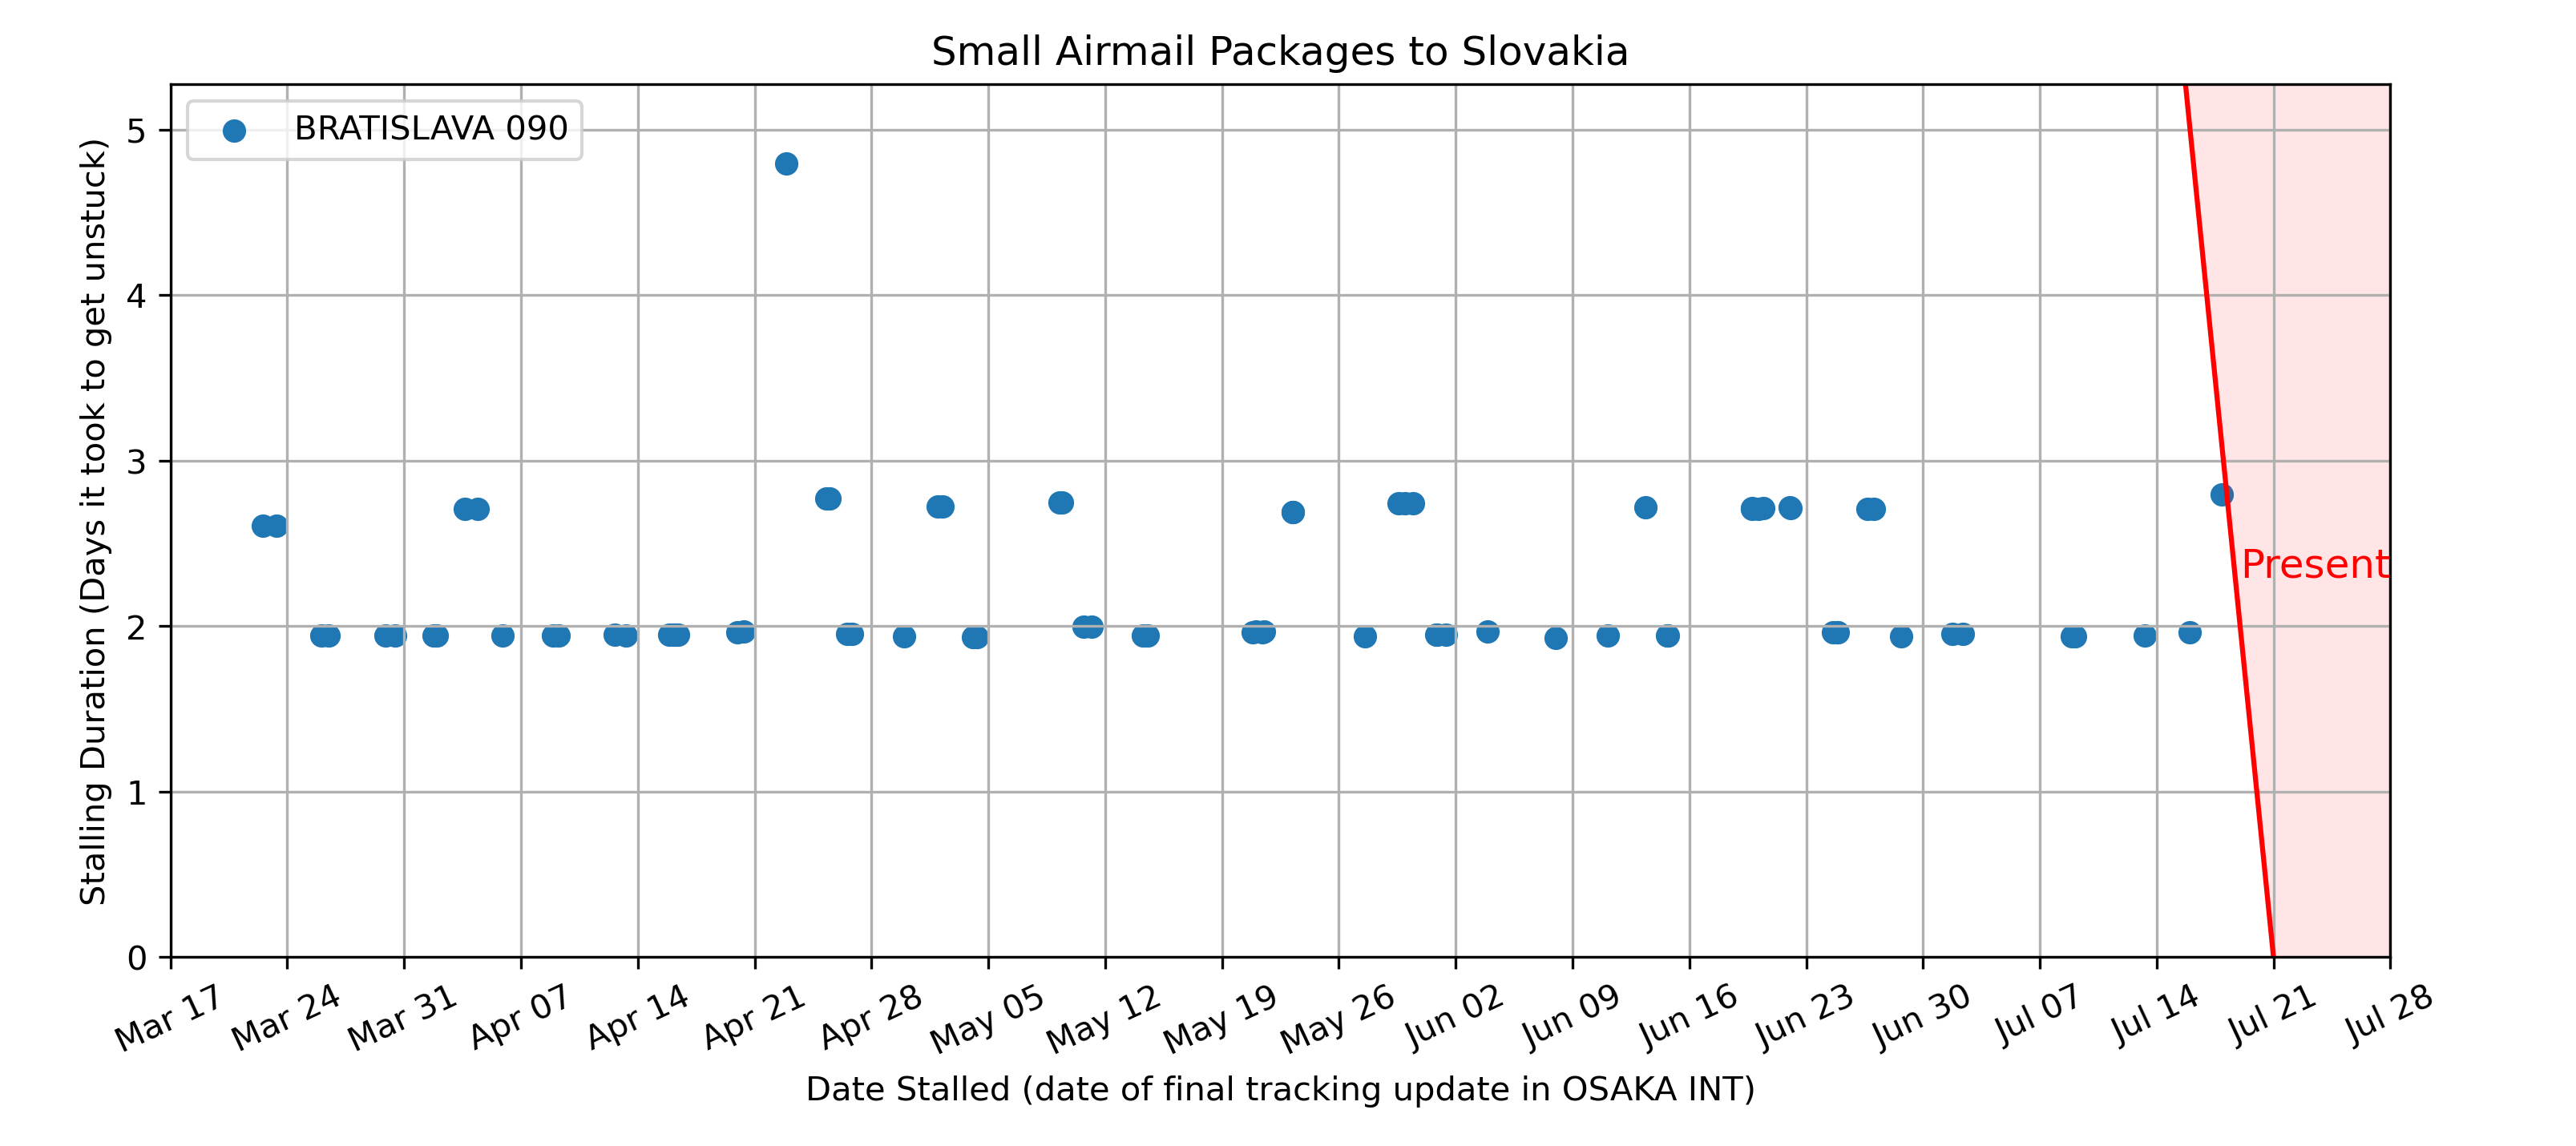 Small Airmail Packages to Slovakia
BRATISLAVA 090
Stalling Duration (Days it took to get unstuck)
5
4
3
2
1
0
Present
Mar 17
Mar 24
Mar 31
Apr 07
Apr 14
Apr 21
Apr 28
May 05
May 12
May 19
May 26
Jun 02
Jun 09
Jun 16
Jun 23
Jun 30
Jul 07
Jul 14
Jul 21
Jul 28
Date Stalled (date of final tracking update in OSAKA INT)